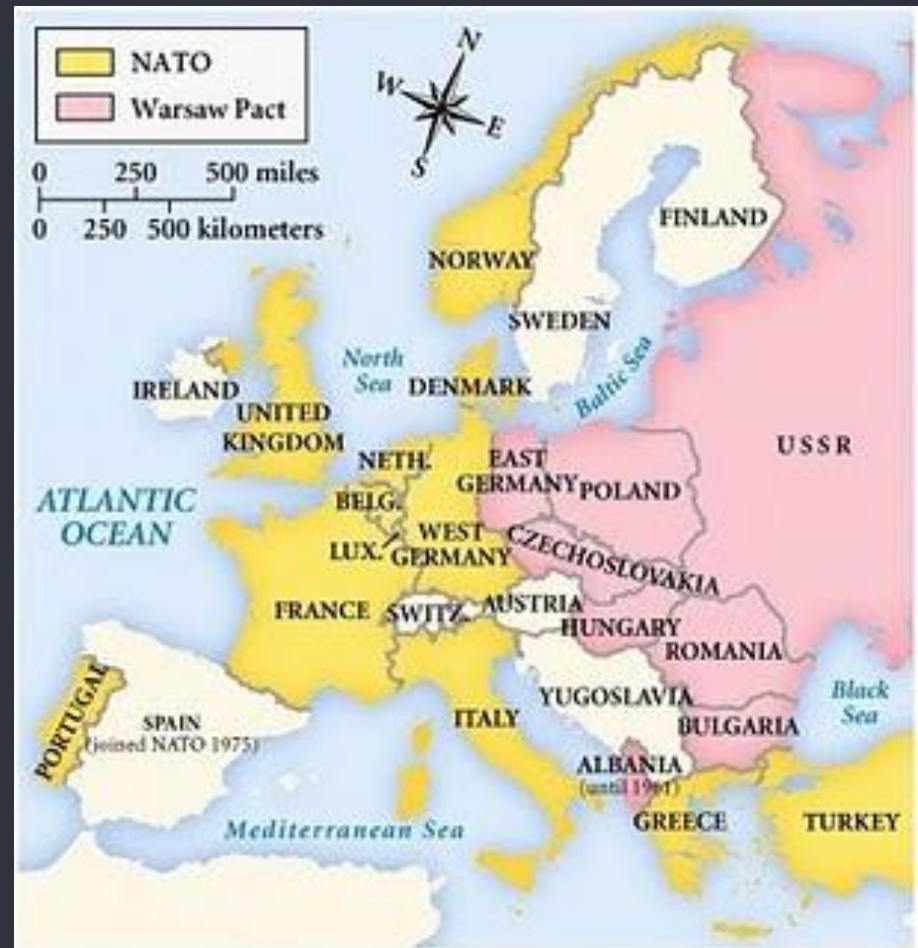 NATO
Warsaw Pact
N
W
E
S
0 250 500 miles
0 250 500 kilometers
FINLAND
NORWAY
SWEDEN
North
Sea
Baltic Sea
IRELAND
DENMARK
UNITED
KINGDOM
USSR
NETH.
EAST
GERMANY
POLAND
BELG.
ATLANTIC
OCEAN
LUX.
WEST
GERMANY
CZECHOSLOVAKIA
FRANCE
SWITZ.
AUSTRIA
HUNGARY
ROMANIA
PORTUGAL
SPAIN
(joined NATO 1975)
ITALY
YUGOSLAVIA
Black
Sea
BULGARIA
ALBANIA
(until 1961)
Mediterranean Sea
GREECE
TURKEY